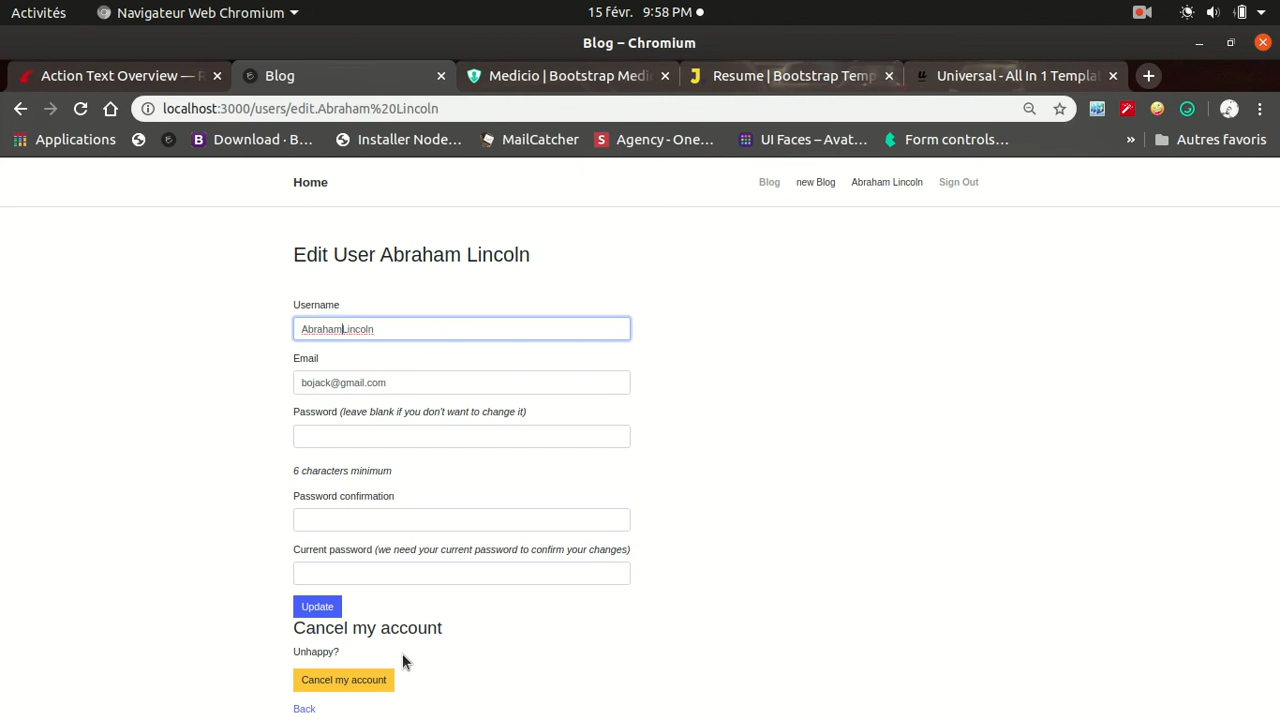 Activités Navigateur Web Chromium 15 févr. 9:58 PM
Blog – Chromium
Action Text Overview — R Blog Medicio | Bootstrap Medi Resume | Bootstrap Temp Universal - All In 1 Templat
localhost:3000/users/edit.Abraham%20Lincoln
Applications Download · B… Installer Node… MailCatcher Agency - One… UI Faces – Avat… Form controls… » Autres favoris
Home Blog new Blog Abraham Lincoln Sign Out
Edit User Abraham Lincoln
Username
AbrahamLincoln
Email
bojack@gmail.com
Password (leave blank if you don't want to change it)
6 characters minimum
Password confirmation
Current password (we need your current password to confirm your changes)
Update
Cancel my account
Unhappy?
Cancel my account
Back